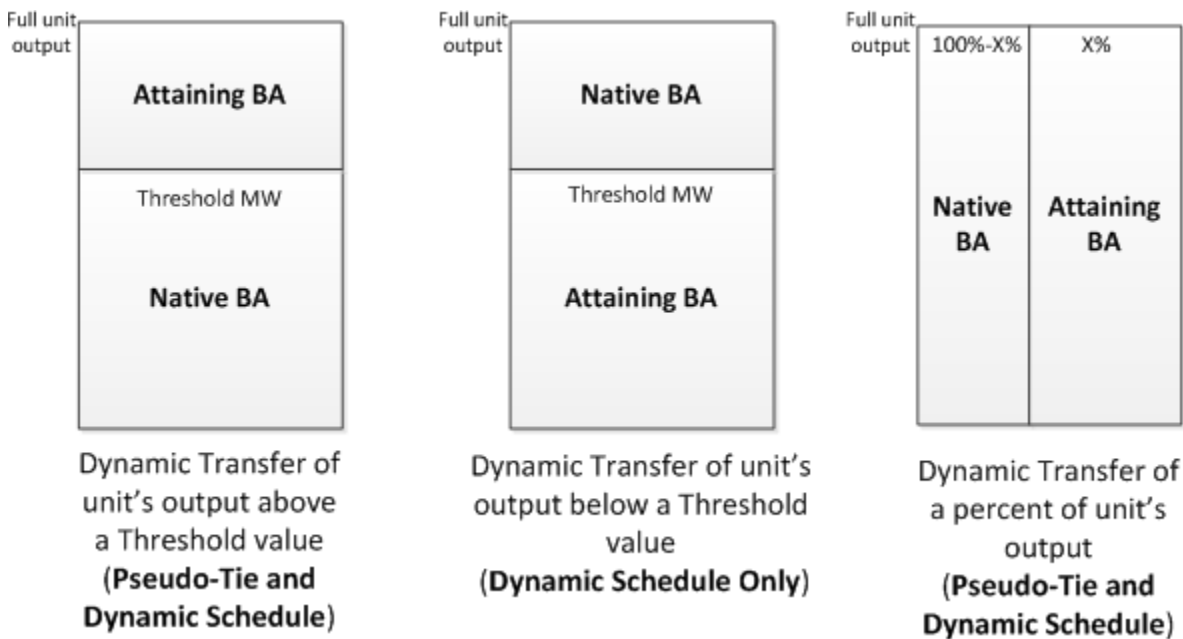 Full unit
output
Attaining BA
Threshold MW
Native BA
Dynamic Transfer of
unit's output above
a Threshold value
(Pseudo-Tie and
Dynamic Schedule)
Full unit
output
Native BA
Threshold MW
Attaining BA
Dynamic Transfer of unit's
output below a Threshold
value
(Dynamic Schedule Only)
Full unit
output
100%-X%
X%
Native
BA
Attaining
BA
Dynamic Transfer of
a percent of unit's
output
(Pseudo-Tie and
Dynamic Schedule)